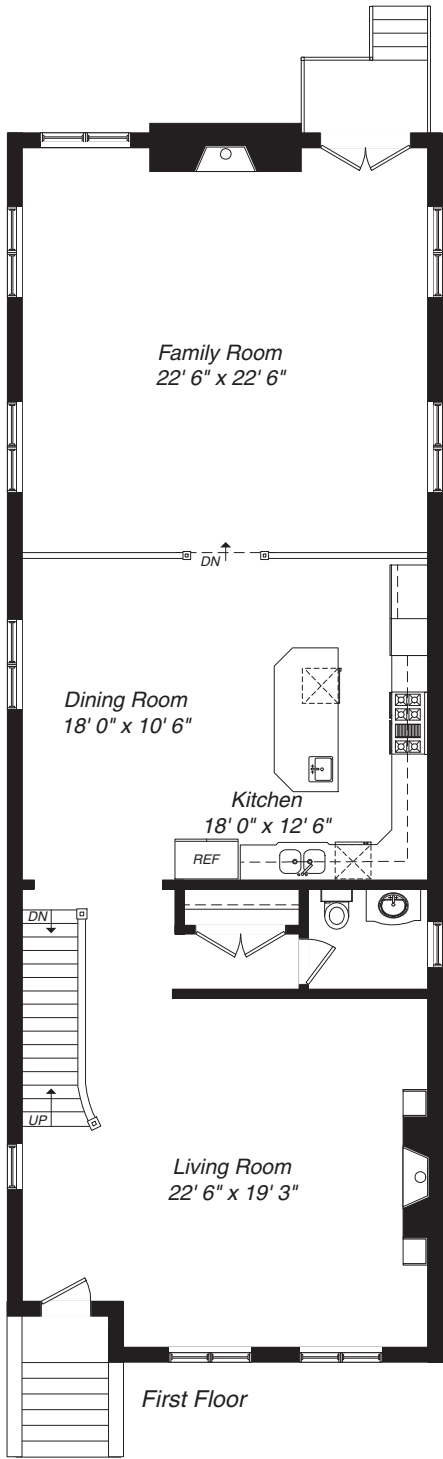 Family Room
22' 6" x 22' 6"
DN
Dining Room
18' 0" x 10' 6"
Kitchen
18' 0" x 12' 6"
REF
DN
UP
Living Room
22' 6" x 19' 3"
First Floor